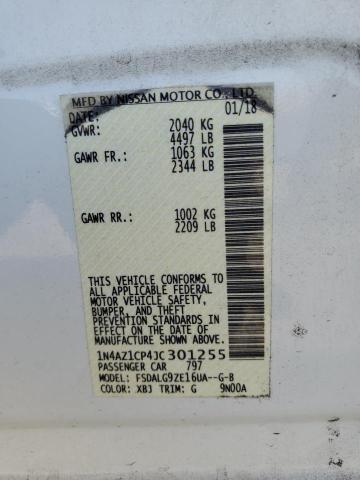 MFD BY NISSAN MOTOR CO., LTD.
DATE: 01/18
GVWR: 2040 KG
4497 LB
GAWR FR.: 1063 KG
2344 LB
GAWR RR.: 1002 KG
2209 LB
THIS VEHICLE CONFORMS TO
ALL APPLICABLE FEDERAL
MOTOR VEHICLE SAFETY,
BUMPER, AND THEFT
PREVENTION STANDARDS IN
EFFECT ON THE DATE OF
MANUFACTURE SHOWN ABOVE.
1N4AZ1CP4JC301255
PASSENGER CAR 797
MODEL: FSDALG9ZE16UA--G-B
COLOR: XBJ TRIM: G 9N00A